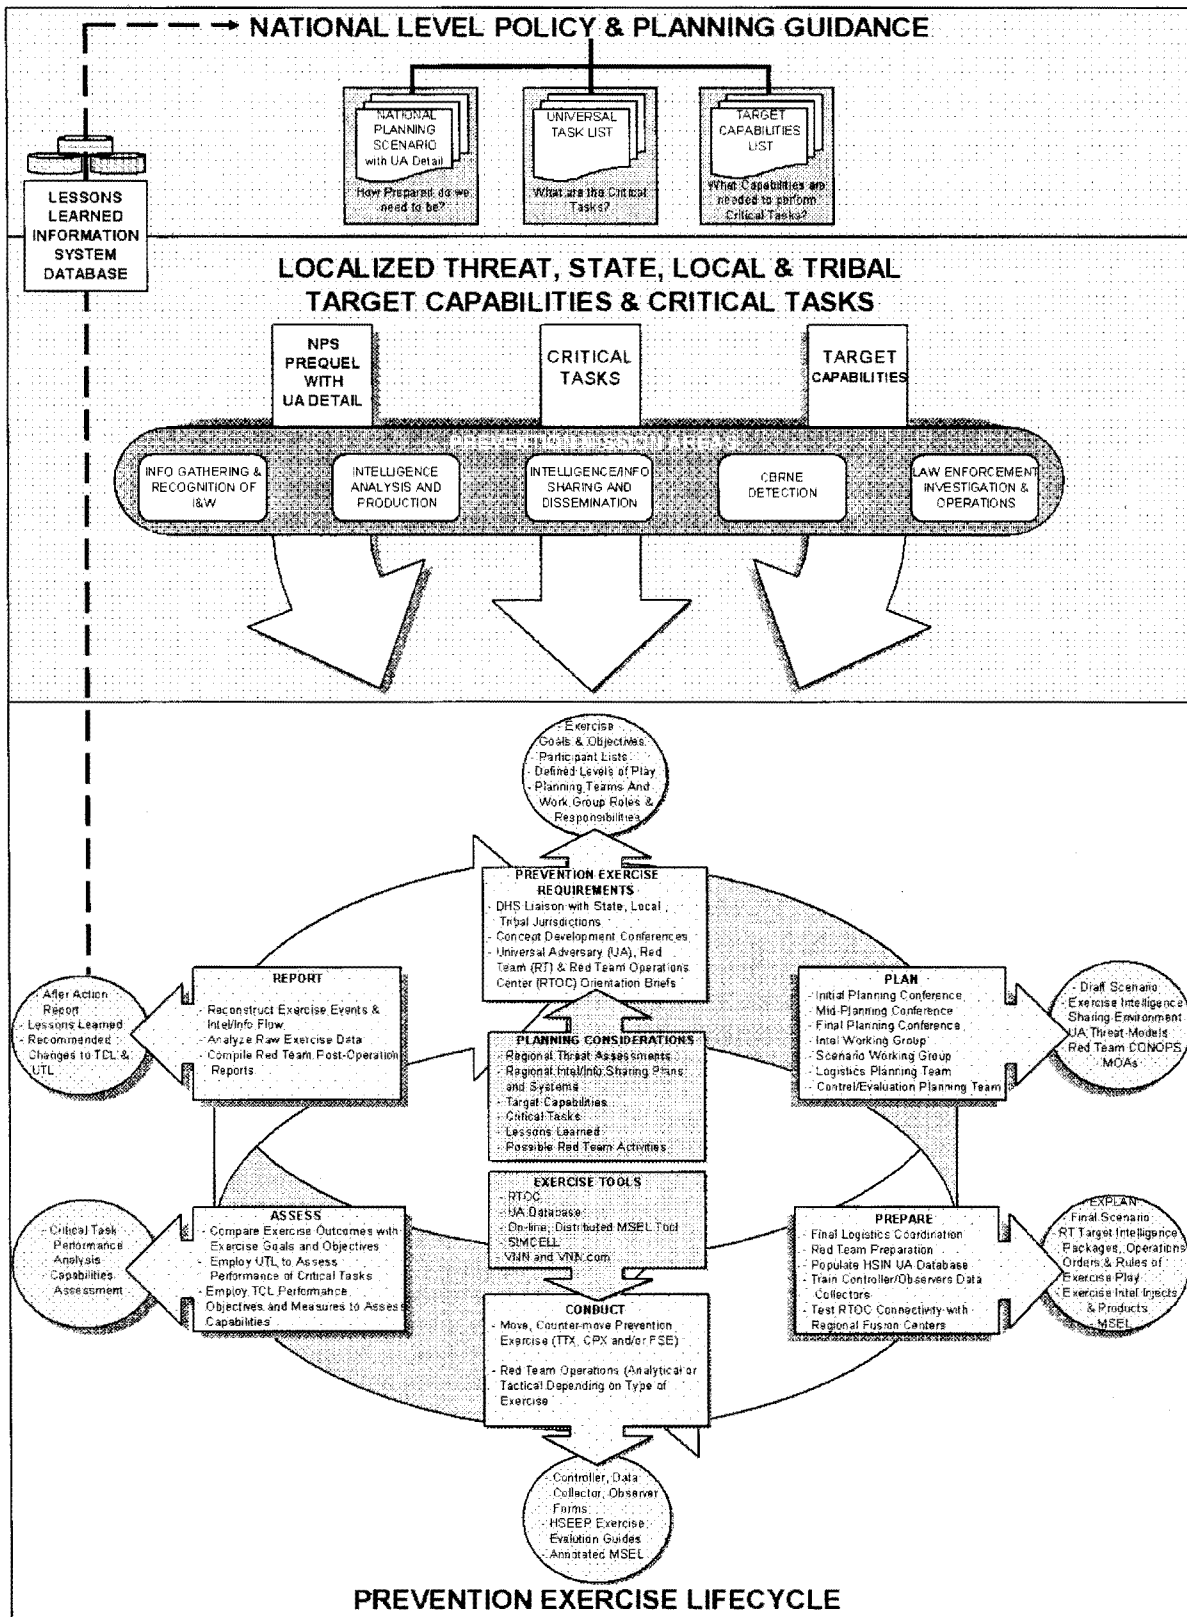 NATIONAL LEVEL POLICY & PLANNING GUIDANCE
NATIONAL
PLANNING
SCENARIO
with UA Detail
How Prepared do we
need to be?
UNIVERSAL
TASK LIST
What are the Critical
Tasks?
TARGET
CAPABILITIES
LIST
What Capabilities are
needed to perform
Critical Tasks?
LESSONS
LEARNED
INFORMATION
SYSTEM
DATABASE
LOCALIZED THREAT, STATE, LOCAL & TRIBAL
TARGET CAPABILITIES & CRITICAL TASKS
NPS
PREQUEL
WITH
UA DETAIL
CRITICAL
TASKS
TARGET
CAPABILITIES
PREVENTION MISSION AREAS
INFO GATHERING &
RECOGNITION OF
I&W
INTELLIGENCE
ANALYSIS AND
PRODUCTION
INTELLIGENCE/INFO
SHARING AND
DISSEMINATION
CBRNE
DETECTION
LAW ENFORCEMENT
INVESTIGATION &
OPERATIONS
- Exercise
Goals & Objectives
- Participant Lists
- Defined Levels of Play
- Planning Teams And
Work Group Roles &
Responsibilities
PREVENTION EXERCISE
REQUIREMENTS
- DHS Liaison with State, Local,
Tribal Jurisdictions
- Concept Development Conferences
- Universal Adversary (UA), Red
Team (RT) & Red Team Operations
Center (RTOC) Orientation Briefs
REPORT
- Reconstruct Exercise Events &
Intel/Info Flow
- Analyze Raw Exercise Data
- Compile Red Team Post-Operation
Reports
- After Action
Report
- Lessons Learned
- Recommended
Changes to TCL &
UTL
PLAN
- Initial Planning Conference
- Mid-Planning Conference
- Final Planning Conference
- Intel Working Group
- Scenario Working Group
- Logistics Planning Team
- Control/Evaluation Planning Team
- Draft Scenario
- Exercise Intelligence
Sharing Environment
UA Threat Models
- Red Team CONOPS
- MOAs
PLANNING CONSIDERATIONS
- Regional Threat Assessments
- Regional Intel/Info Sharing Plans
and Systems
- Target Capabilities
- Critical Tasks
- Lessons Learned
- Possible Red Team Activities
EXERCISE TOOLS
- RTOC
- UA Database
- On-line, Distributed MSEL Tool
- SIMCELL
- VNN and VNN.com
ASSESS
- Compare Exercise Outcomes with
Exercise Goals and Objectives
- Employ UTL to Assess
Performance of Critical Tasks
- Employ TCL Performance
Objectives and Measures to Assess
Capabilities
- Critical Task
Performance
Analysis
- Capabilities
Assessment
PREPARE
- Final Logistics Coordination
- Red Team Preparation
- Populate HSIN UA Database
- Train Controller/Observers Data
Collectors
- Test RTOC Connectivity with
Regional Fusion Centers
- EXPLAN
- Final Scenario
RT Target Intelligence
Packages, Operations
Orders & Rules of
Exercise Play
- Exercise Intel Injects
& Products
- MSEL
CONDUCT
- Move, Counter-move Prevention
Exercise (TTX, CPX and/or FSE)
- Red Team Operations (Analytical or
Tactical Depending on Type of
Exercise
- Controller, Data
Collector, Observer
Forms
- HSEEP Exercise
Evalution Guides
- Annotated MSEL
PREVENTION EXERCISE LIFECYCLE